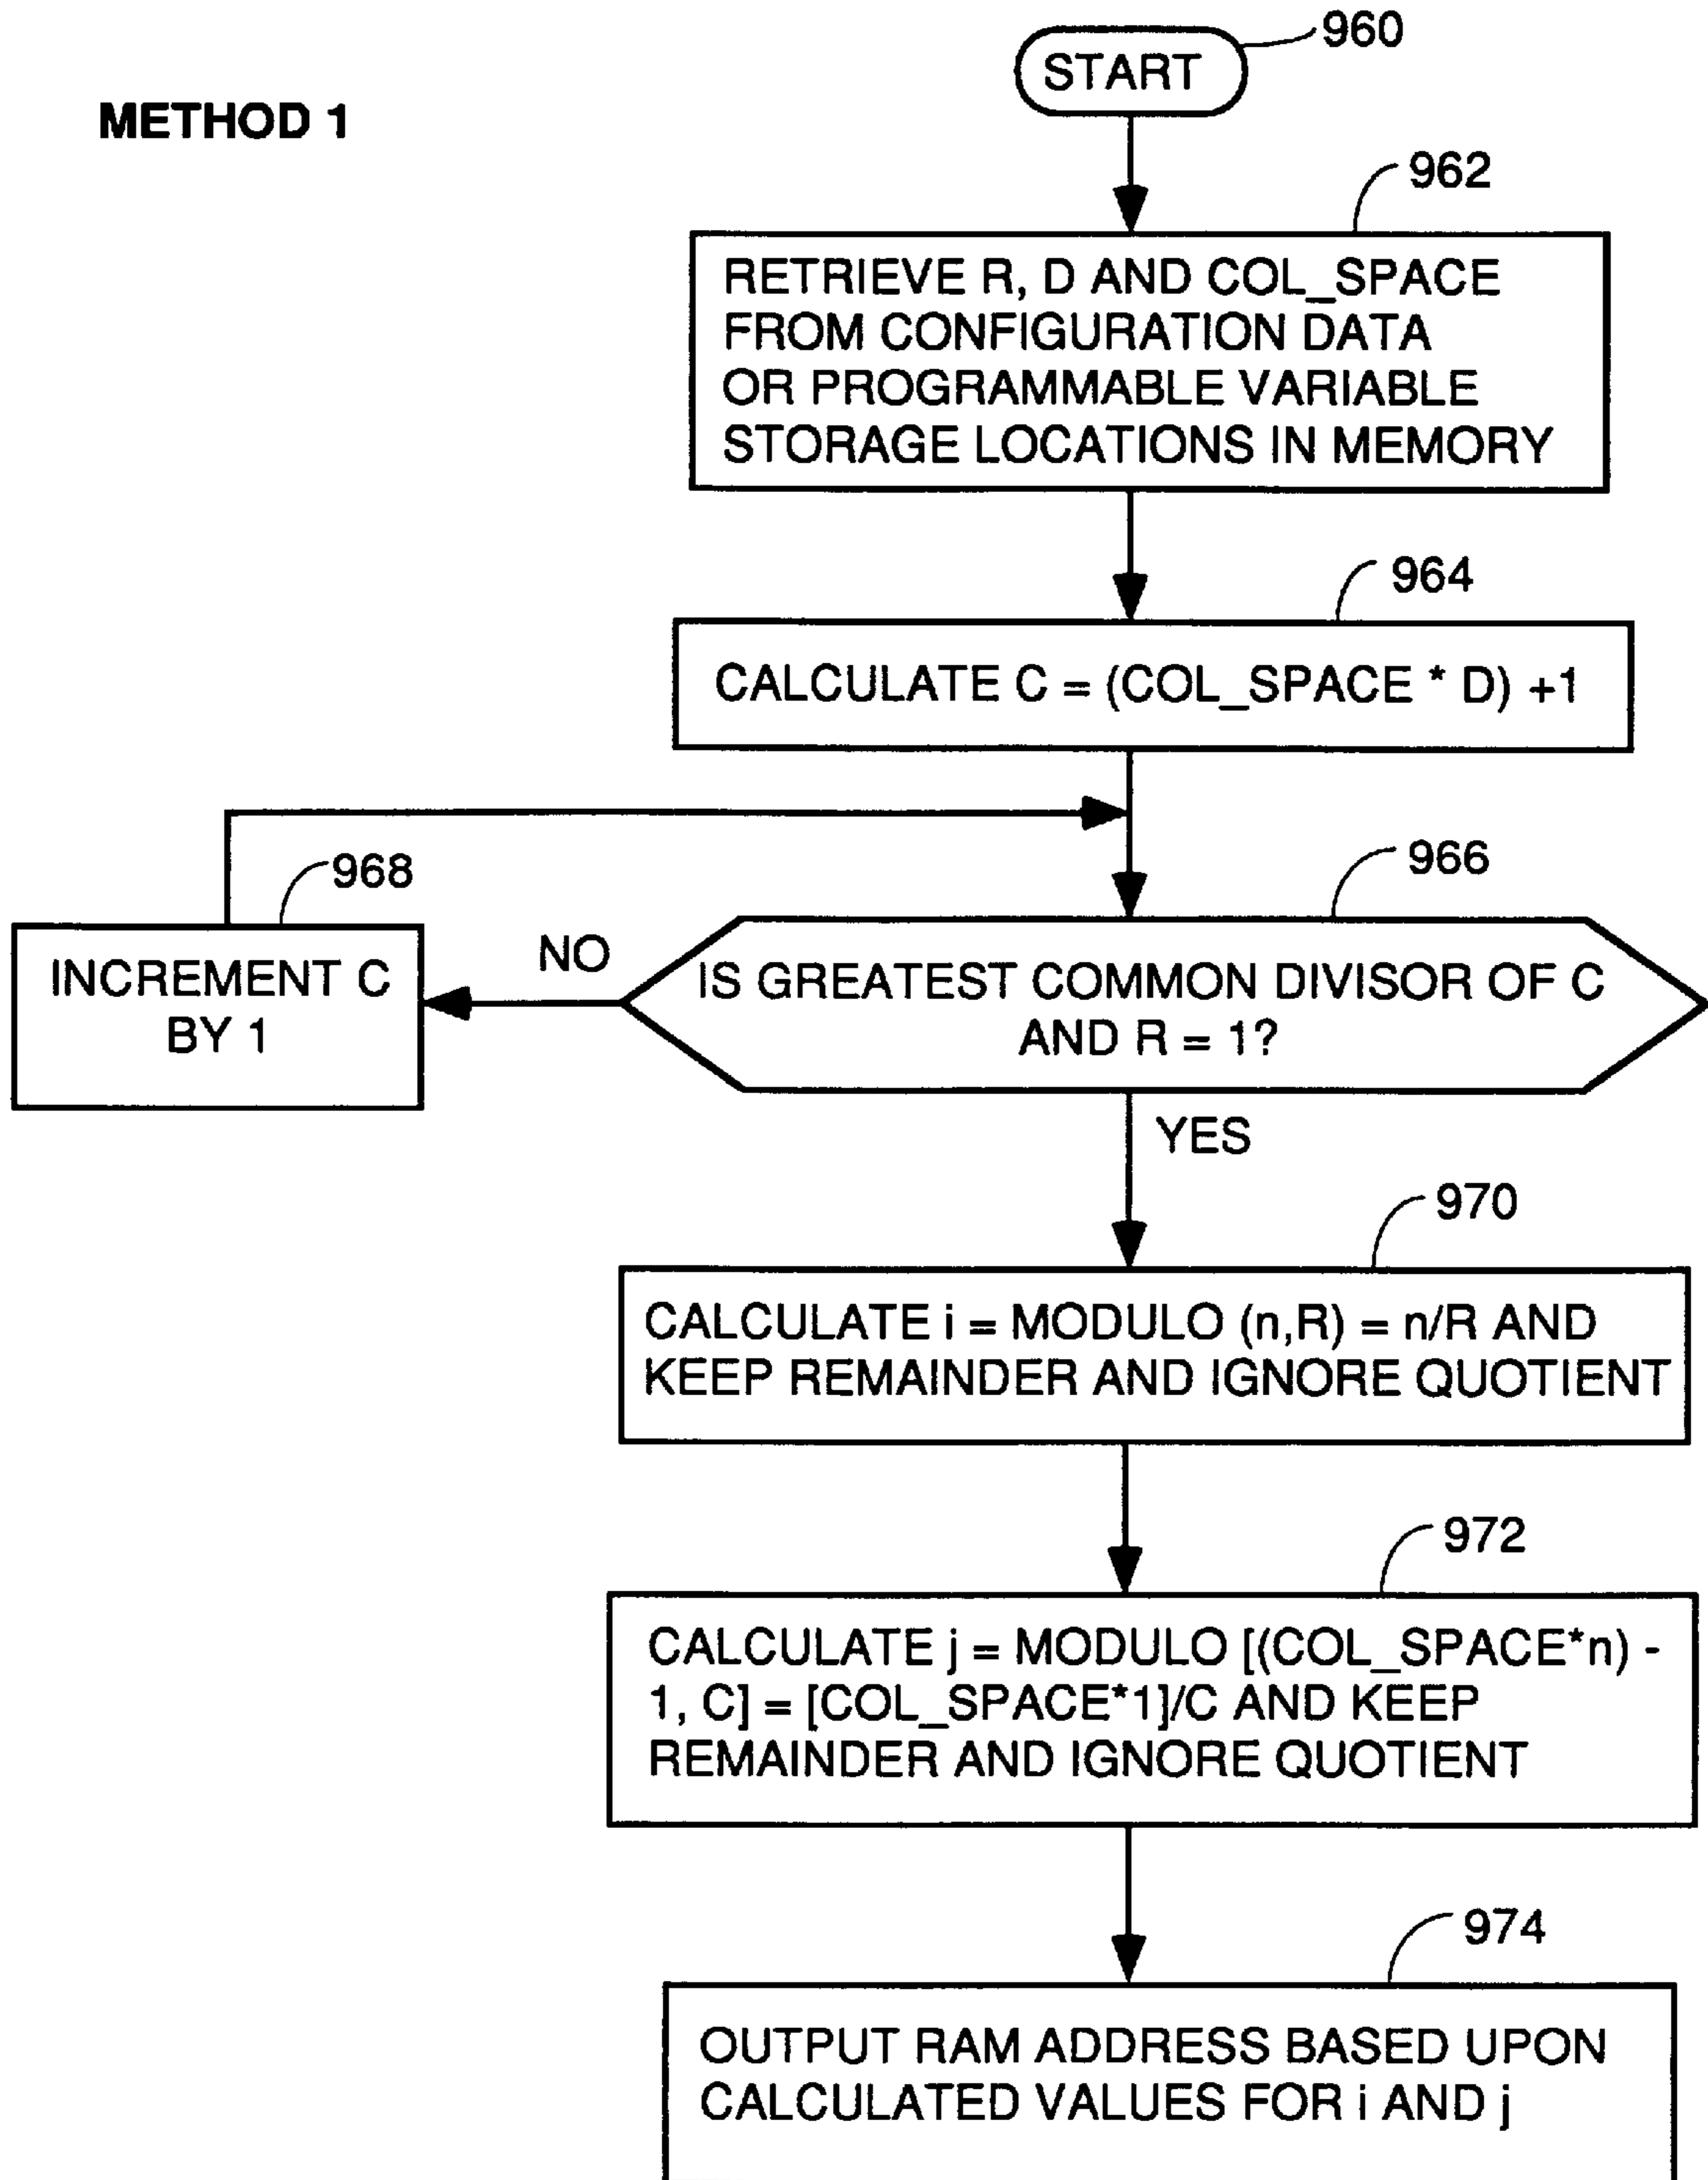 960
START
METHOD 1
962
RETRIEVE R, D AND COL_SPACE
FROM CONFIGURATION DATA
OR PROGRAMMABLE VARIABLE
STORAGE LOCATIONS IN MEMORY
964
CALCULATE C = (COL_SPACE * D) +1
966
968
NO
INCREMENT C
BY 1
IS GREATEST COMMON DIVISOR OF C
AND R = 1?
YES
970
CALCULATE i = MODULO (n,R) = n/R AND
KEEP REMAINDER AND IGNORE QUOTIENT
972
CALCULATE j = MODULO [(COL_SPACE*n) -
1, C] = [COL_SPACE*1]/C AND KEEP
REMAINDER AND IGNORE QUOTIENT
974
OUTPUT RAM ADDRESS BASED UPON
CALCULATED VALUES FOR i AND j